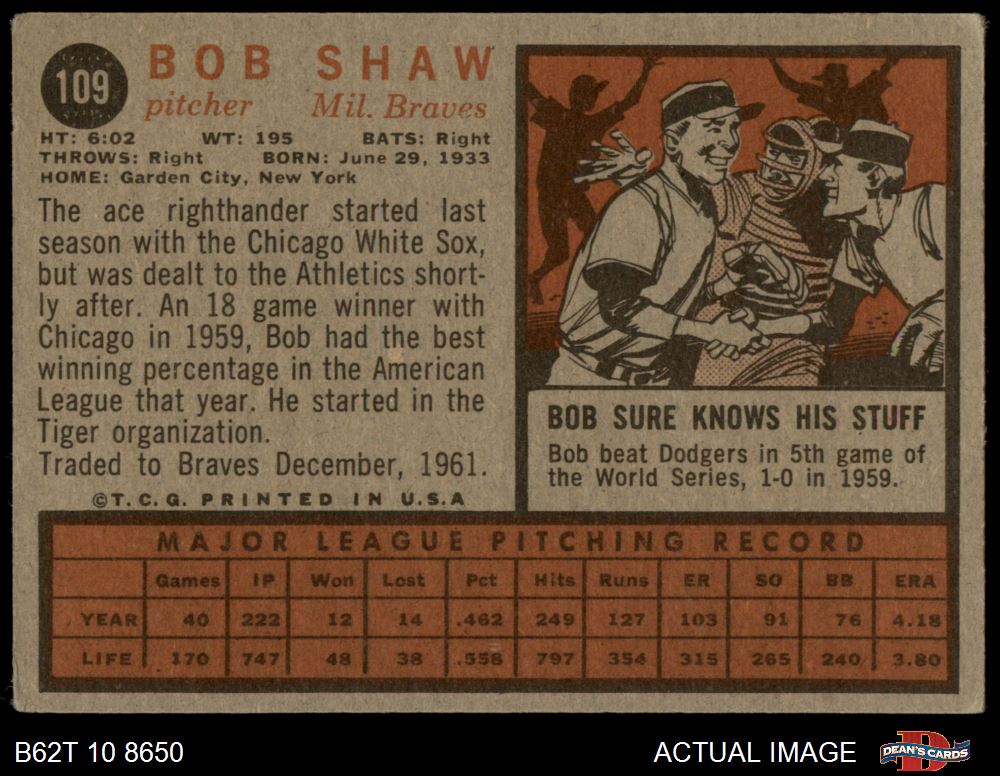 109
BOB SHAW
pitcher Mil. Braves
HT: 6:02 WT: 195 BATS: Right
THROWS: Right BORN: June 29, 1933
HOME: Garden City, New York
The ace righthander started last
season with the Chicago White Sox,
but was dealt to the Athletics short-
ly after. An 18 game winner with
Chicago in 1959, Bob had the best
winning percentage in the American
League that year. He started in the
Tiger organization.
Traded to Braves December, 1961.
©T.C.G. PRINTED IN U.S.A
BOB SURE KNOWS HIS STUFF
Bob beat Dodgers in 5th game of
the World Series, 1-0 in 1959.
MAJOR LEAGUE PITCHING RECORD
Games IP Won Lost Pct Hits Runs ER SO BB ERA
YEAR 40 222 12 14 .462 249 127 103 91 76 4.18
LIFE 170 747 48 38 .558 797 354 315 265 240 3.80
B62T 10 8650
ACTUAL IMAGE
DEAN'S CARDS